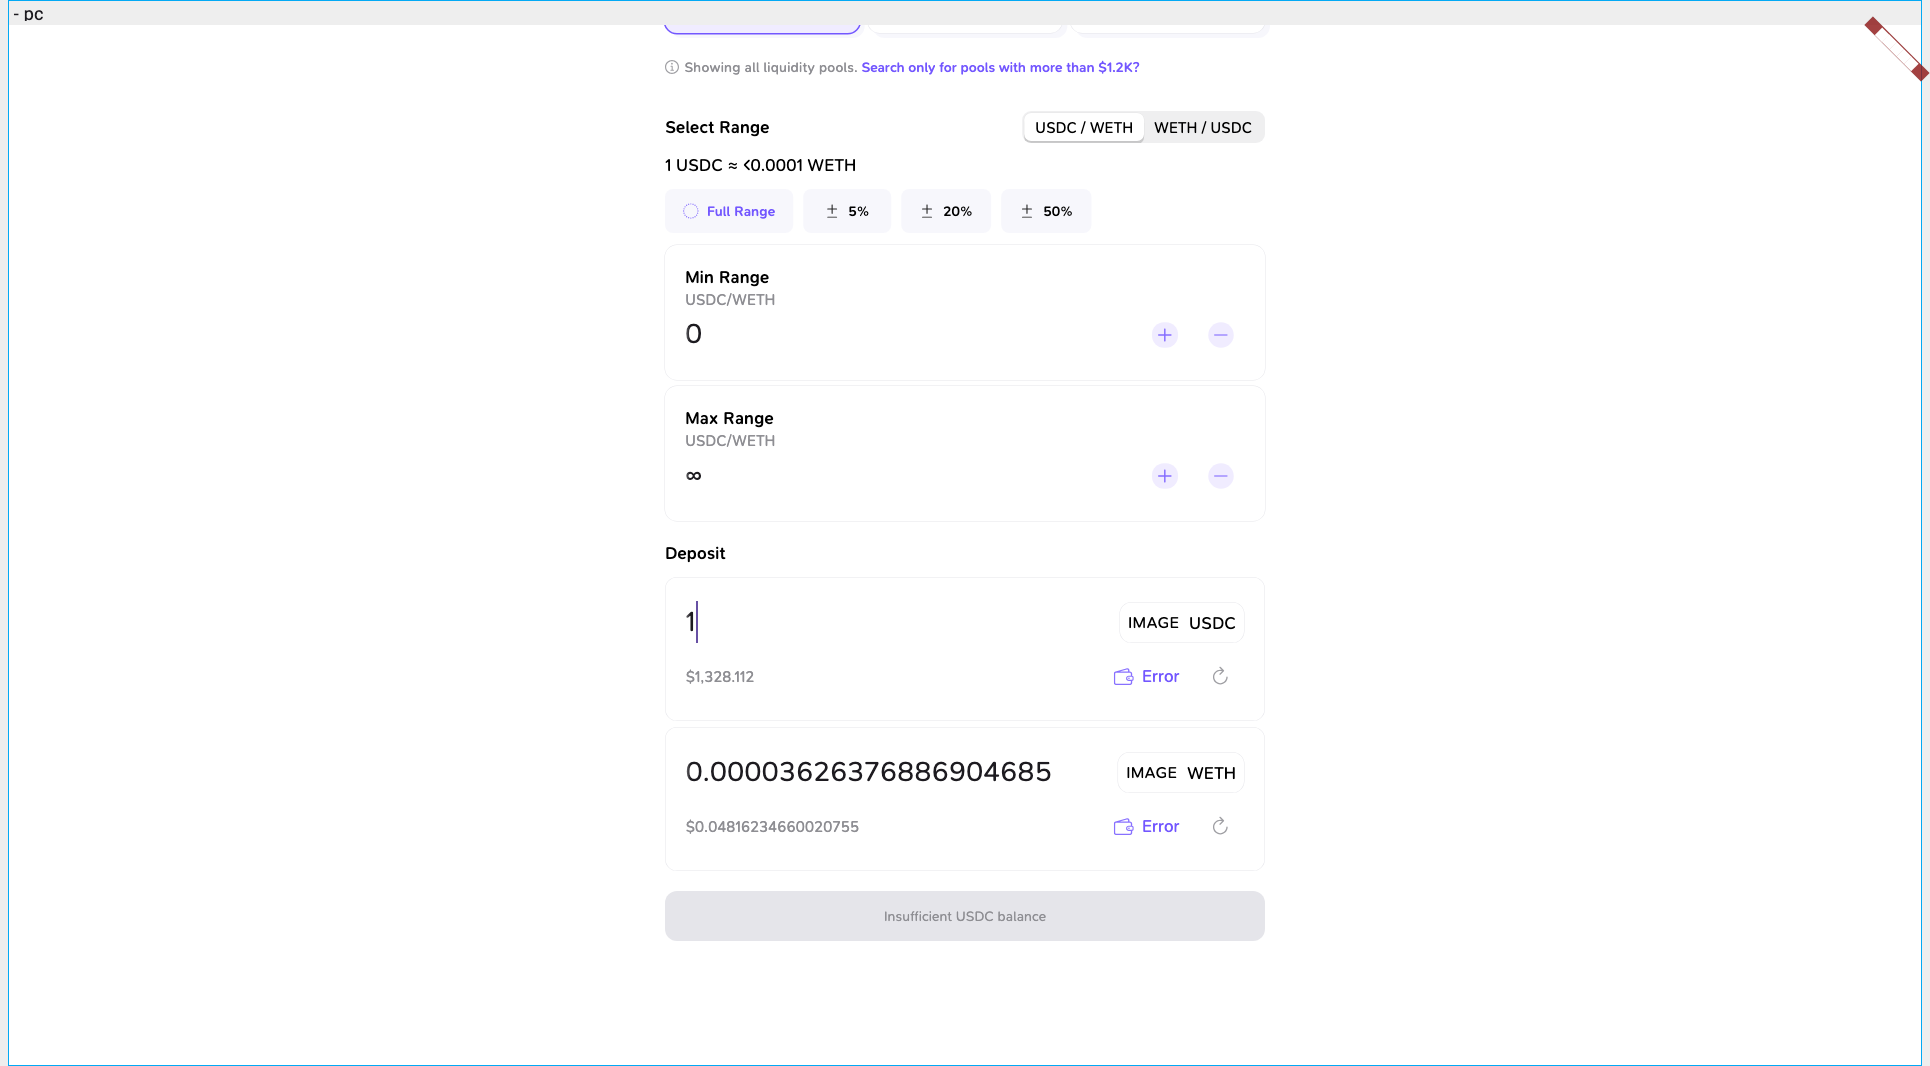 - pc
Showing all liquidity pools. Search only for pools with more than $1.2K?
Select Range
USDC / WETH
WETH / USDC
1 USDC ≈ <0.0001 WETH
Full Range
± 5%
± 20%
± 50%
Min Range
USDC/WETH
0
Max Range
USDC/WETH
∞
Deposit
1
IMAGE USDC
$1,328.112
Error
0.00003626376886904685
IMAGE WETH
$0.04816234660020755
Error
Insufficient USDC balance